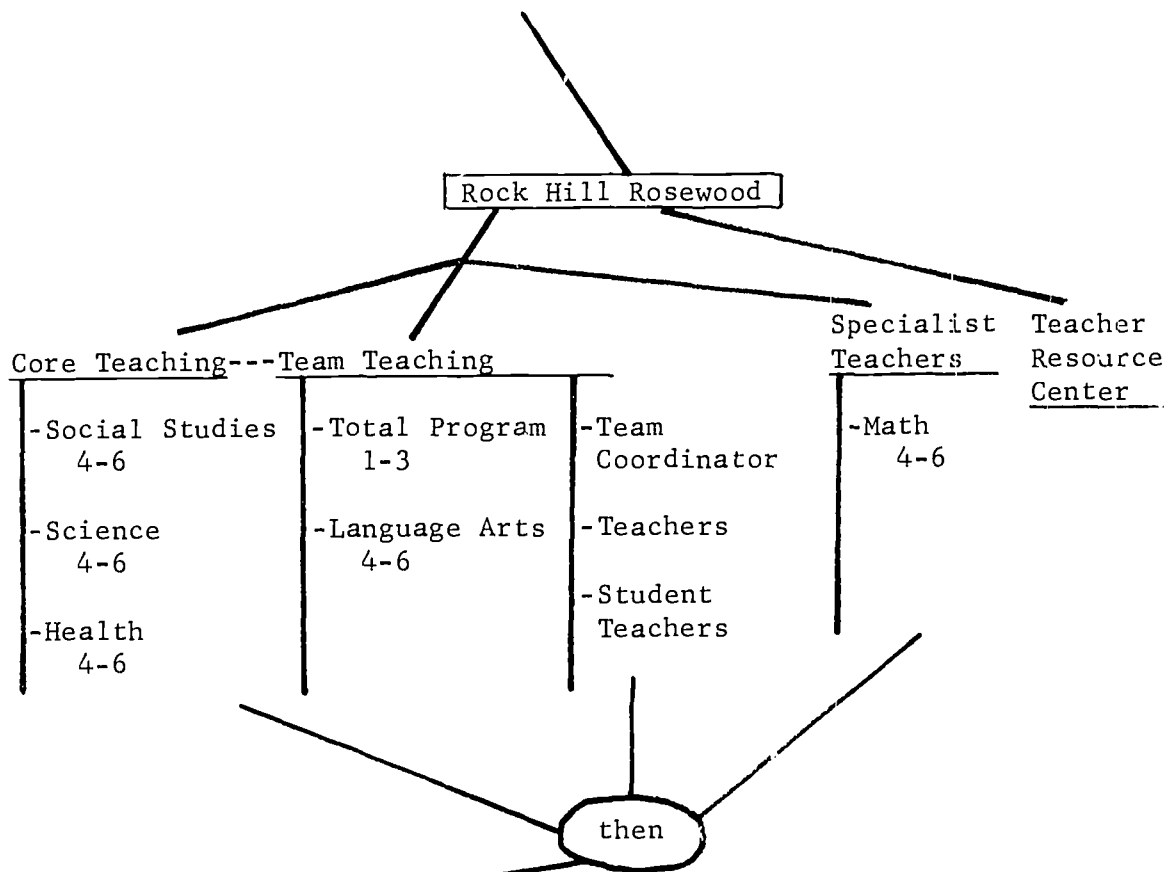 Rock Hill Rosewood
Core Teaching---Team Teaching
-Social Studies
4-6
-Science
4-6
-Health
4-6
-Total Program
1-3
-Language Arts
4-6
-Team
Coordinator
-Teachers
-Student
Teachers
Specialist
Teachers
-Math
4-6
Teacher
Resource
Center
then